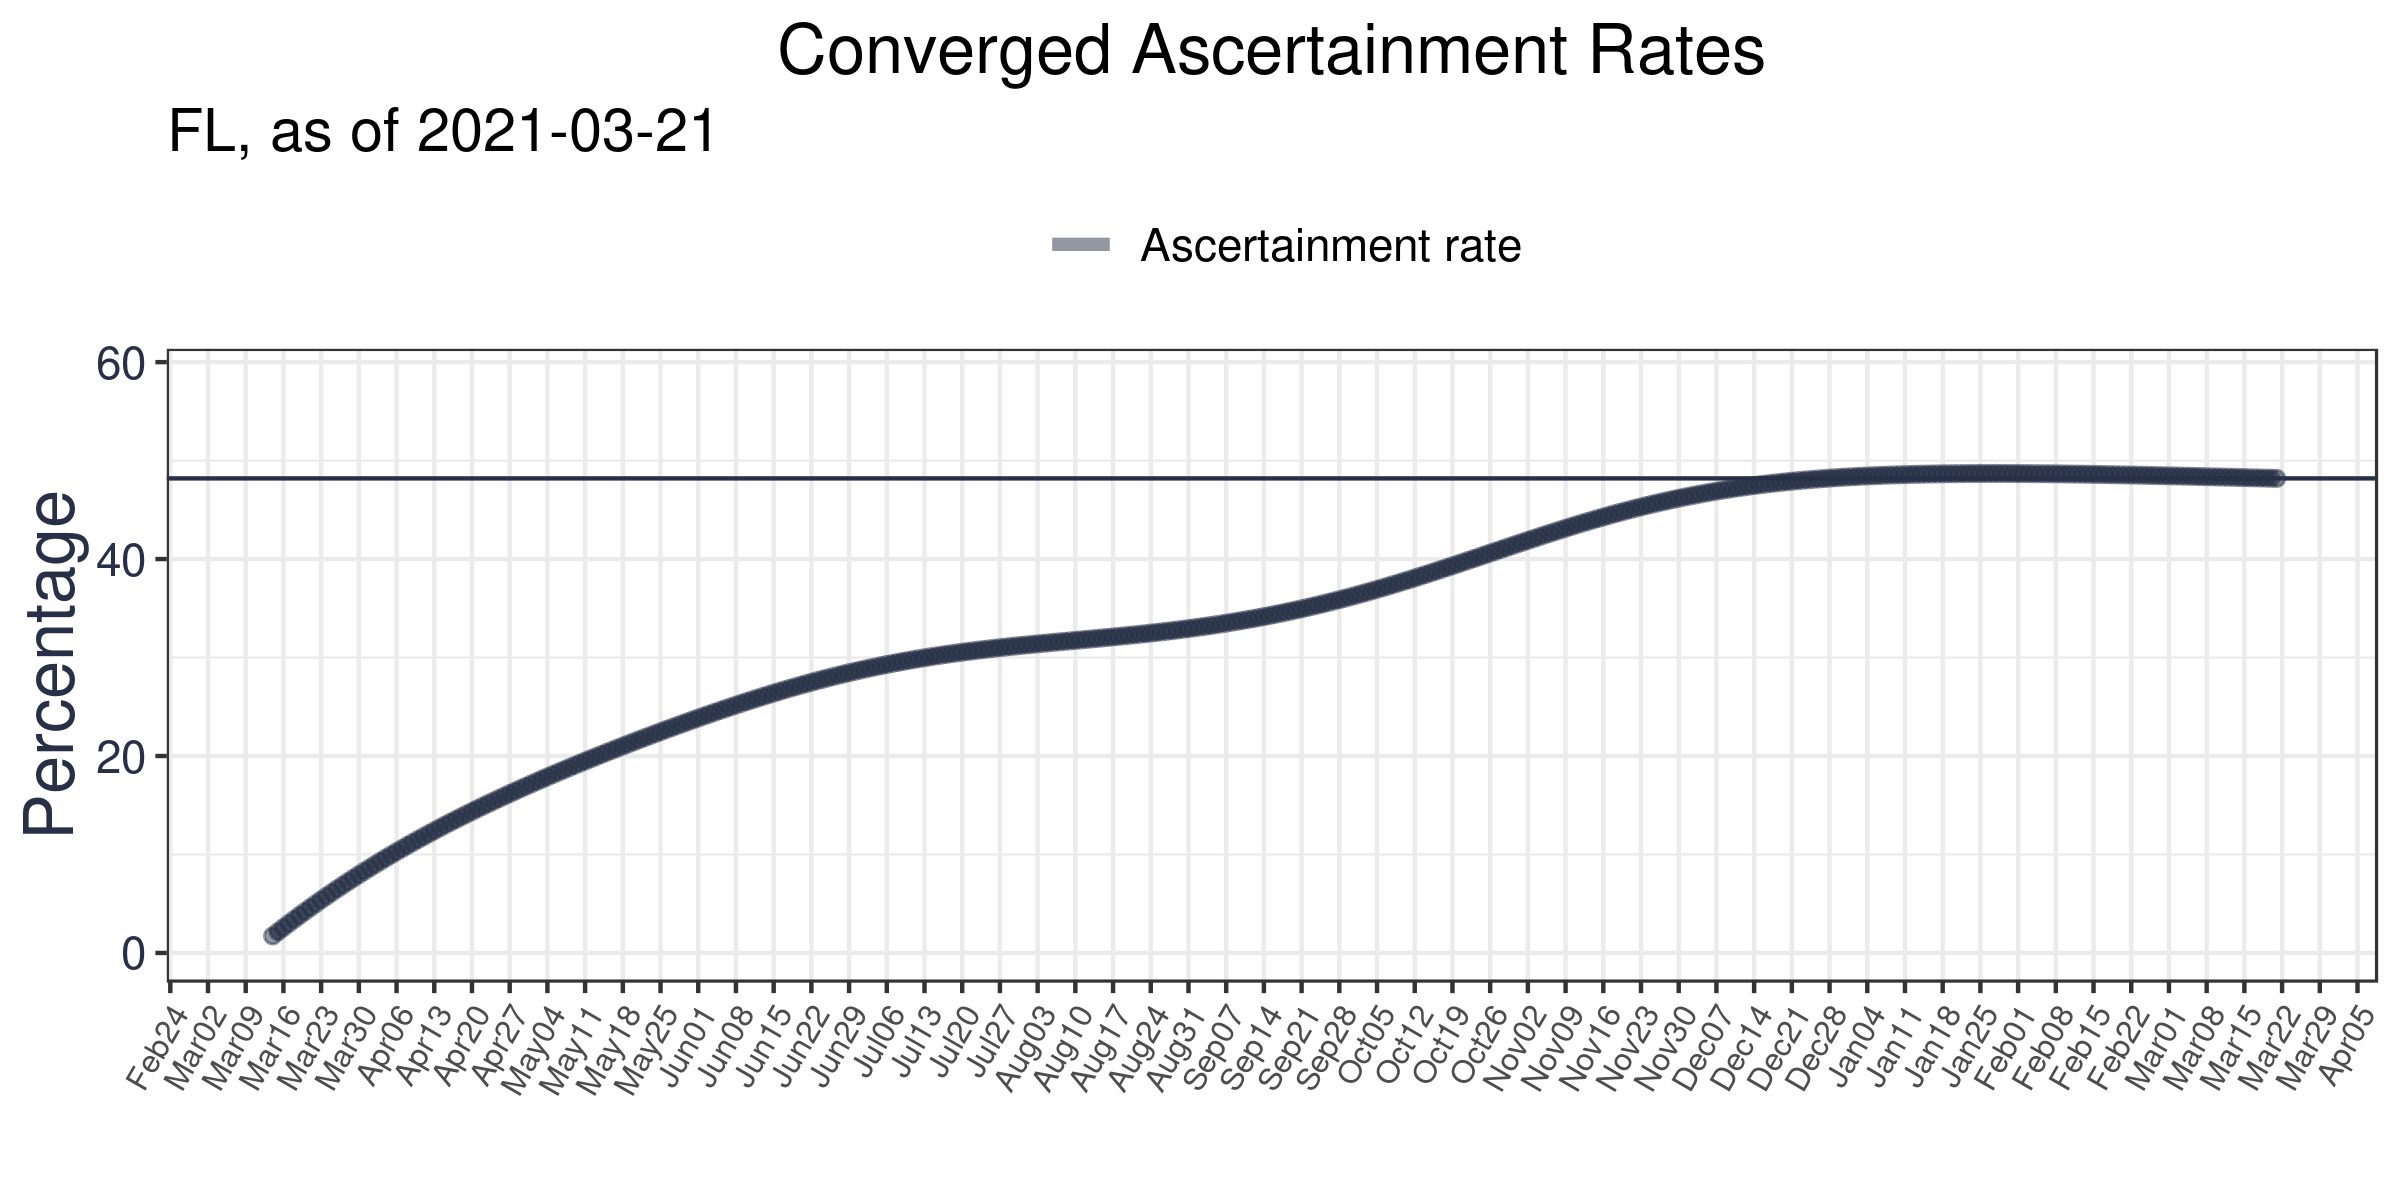 Converged Ascertainment Rates
FL, as of 2021-03-21
Ascertainment rate
Percentage
60
40
20
0
Feb24
Mar02
Mar09
Mar16
Mar23
Mar30
Apr06
Apr13
Apr20
Apr27
May04
May11
May18
May25
Jun01
Jun08
Jun15
Jun22
Jun29
Jul06
Jul13
Jul20
Jul27
Aug03
Aug10
Aug17
Aug24
Aug31
Sep07
Sep14
Sep21
Sep28
Oct05
Oct12
Oct19
Oct26
Nov02
Nov09
Nov16
Nov23
Nov30
Dec07
Dec14
Dec21
Dec28
Jan04
Jan11
Jan18
Jan25
Feb01
Feb08
Feb15
Feb22
Mar01
Mar08
Mar15
Mar22
Mar29
Apr05